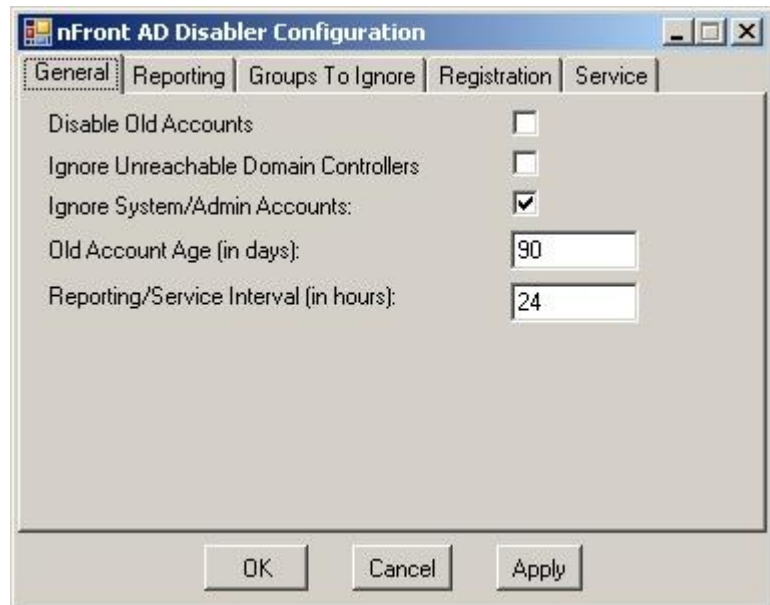 nFront AD Disabler Configuration
General Reporting Groups To Ignore Registration Service
Disable Old Accounts
Ignore Unreachable Domain Controllers
Ignore System/Admin Accounts:
Old Account Age (in days): 90
Reporting/Service Interval (in hours): 24
OK Cancel Apply